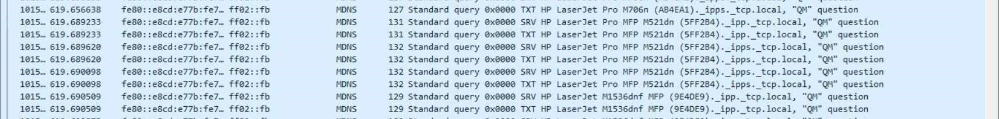 1015… 619.656638 fe80::e8cd:e77b:fe7… ff02::fb MDNS 127 Standard query 0x0000 TXT HP LaserJet Pro M706n (AB4EA1)._ipps._tcp.local, "QM" question
1015… 619.689233 fe80::e8cd:e77b:fe7… ff02::fb MDNS 131 Standard query 0x0000 SRV HP LaserJet Pro MFP M521dn (5FF2B4)._ipp._tcp.local, "QM" question
1015… 619.689233 fe80::e8cd:e77b:fe7… ff02::fb MDNS 131 Standard query 0x0000 TXT HP LaserJet Pro MFP M521dn (5FF2B4)._ipp._tcp.local, "QM" question
1015… 619.689620 fe80::e8cd:e77b:fe7… ff02::fb MDNS 132 Standard query 0x0000 SRV HP LaserJet Pro MFP M521dn (5FF2B4)._ipps._tcp.local, "QM" question
1015… 619.689620 fe80::e8cd:e77b:fe7… ff02::fb MDNS 132 Standard query 0x0000 TXT HP LaserJet Pro MFP M521dn (5FF2B4)._ipps._tcp.local, "QM" question
1015… 619.690098 fe80::e8cd:e77b:fe7… ff02::fb MDNS 132 Standard query 0x0000 SRV HP LaserJet Pro MFP M521dn (5FF2B4)._ipps._tcp.local, "QM" question
1015… 619.690098 fe80::e8cd:e77b:fe7… ff02::fb MDNS 132 Standard query 0x0000 TXT HP LaserJet Pro MFP M521dn (5FF2B4)._ipps._tcp.local, "QM" question
1015… 619.690509 fe80::e8cd:e77b:fe7… ff02::fb MDNS 129 Standard query 0x0000 SRV HP LaserJet M1536dnf MFP (9E4DE9)._ipp._tcp.local, "QM" question
1015… 619.690509 fe80::e8cd:e77b:fe7… ff02::fb MDNS 129 Standard query 0x0000 TXT HP LaserJet M1536dnf MFP (9E4DE9)._ipp._tcp.local, "QM" question